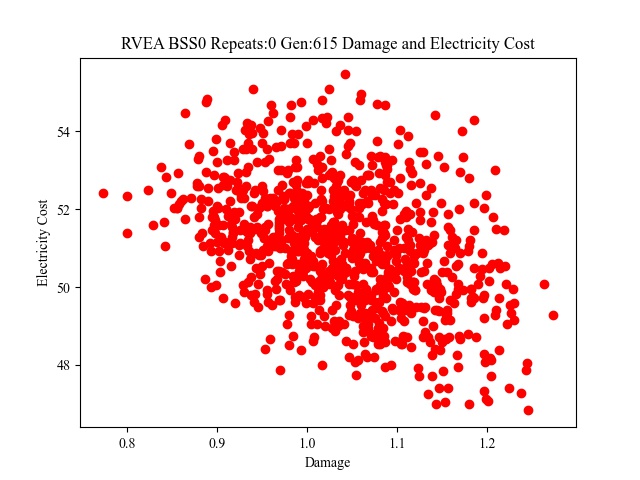 RVEA BSS0 Repeats:0 Gen:615 Damage and Electricity Cost
54
52
50
48
Electricity Cost
0.8 0.9 1.0 1.1 1.2
Damage